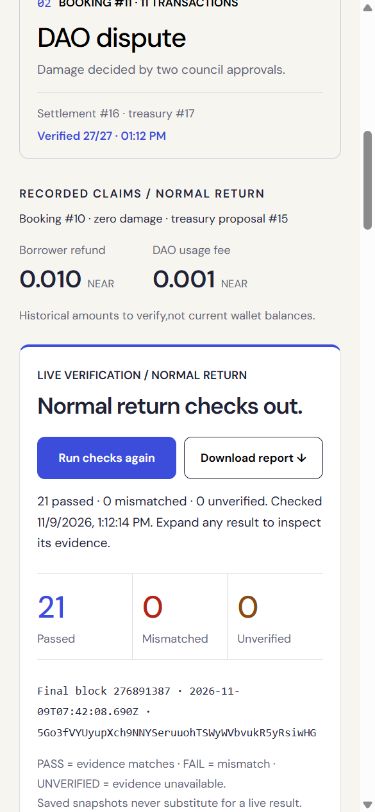 02 BOOKING #11 · 11 TRANSACTIONS
DAO dispute
Damage decided by two council approvals.
Settlement #16 · treasury #17
Verified 27/27 · 01:12 PM
RECORDED CLAIMS / NORMAL RETURN
Booking #10 · zero damage · treasury proposal #15
Borrower refund DAO usage fee
0.010 NEAR 0.001 NEAR
Historical amounts to verify,not current wallet balances.
LIVE VERIFICATION / NORMAL RETURN
Normal return checks out.
Run checks again Download report ↓
21 passed · 0 mismatched · 0 unverified. Checked
11/9/2026, 1:12:14 PM. Expand any result to inspect
its evidence.
21 0 0
Passed Mismatched Unverified
Final block 276891387 · 2026-11-
09T07:42:08.690Z ·
5Go3fVYUyupXch9NNYSeruuohTSWyWVbvukR5yRsiwHG
PASS = evidence matches · FAIL = mismatch ·
UNVERIFIED = evidence unavailable.
Saved snapshots never substitute for a live result.